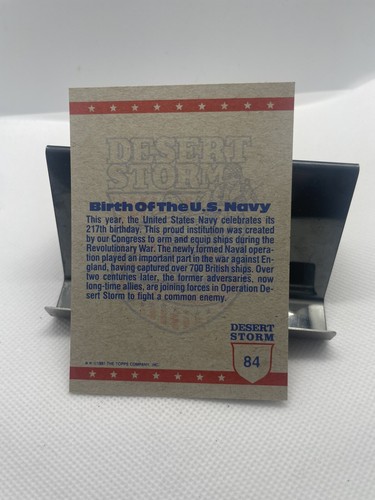 DESERT
STORM
Birth Of The U.S. Navy
This year, the United States Navy celebrates its
217th birthday. This proud institution was created
by our Congress to arm and equip ships during the
Revolutionary War. The newly formed Naval opera-
tion played an important part in the war against En-
gland, having captured over 700 British ships. Over
two centuries later, the former adversaries, now
long-time allies, are joining forces in Operation De-
sert Storm to fight a common enemy.
DESERT
STORM
84
© 1991 THE TOPPS COMPANY, INC.